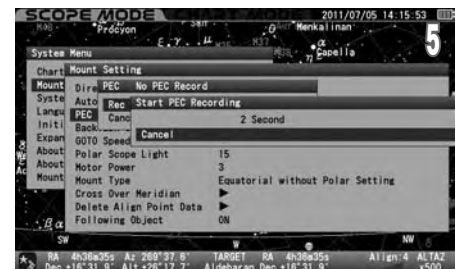 SCOPE MODE
2011/07/05 14:15:53
5
Procyon
Menkalinan
Capella
System Menu
Chart
Mount
Syste
Langu
Initi
Expan
About
About
Mount
Mount Setting
Dire
Auto
PEC
Back
GOTO Speed
PEC No PEC Record
Rec
Canc
Start PEC Recording
2 Second
Cancel
Polar Scope Light 15
Motor Power 3
Mount Type Equatorial without Polar Setting
Cross Over Meridian ▶
Delete Align Point Data ▶
Following Object ON
SW W NW
RA 4h36m35s Az 269°37.6' TARGET RA 4h36m35s Align:4 ALTAZ
Dec +16°31.9' Alt +26°17.7' Aldebaran Dec +16°31.9' x500